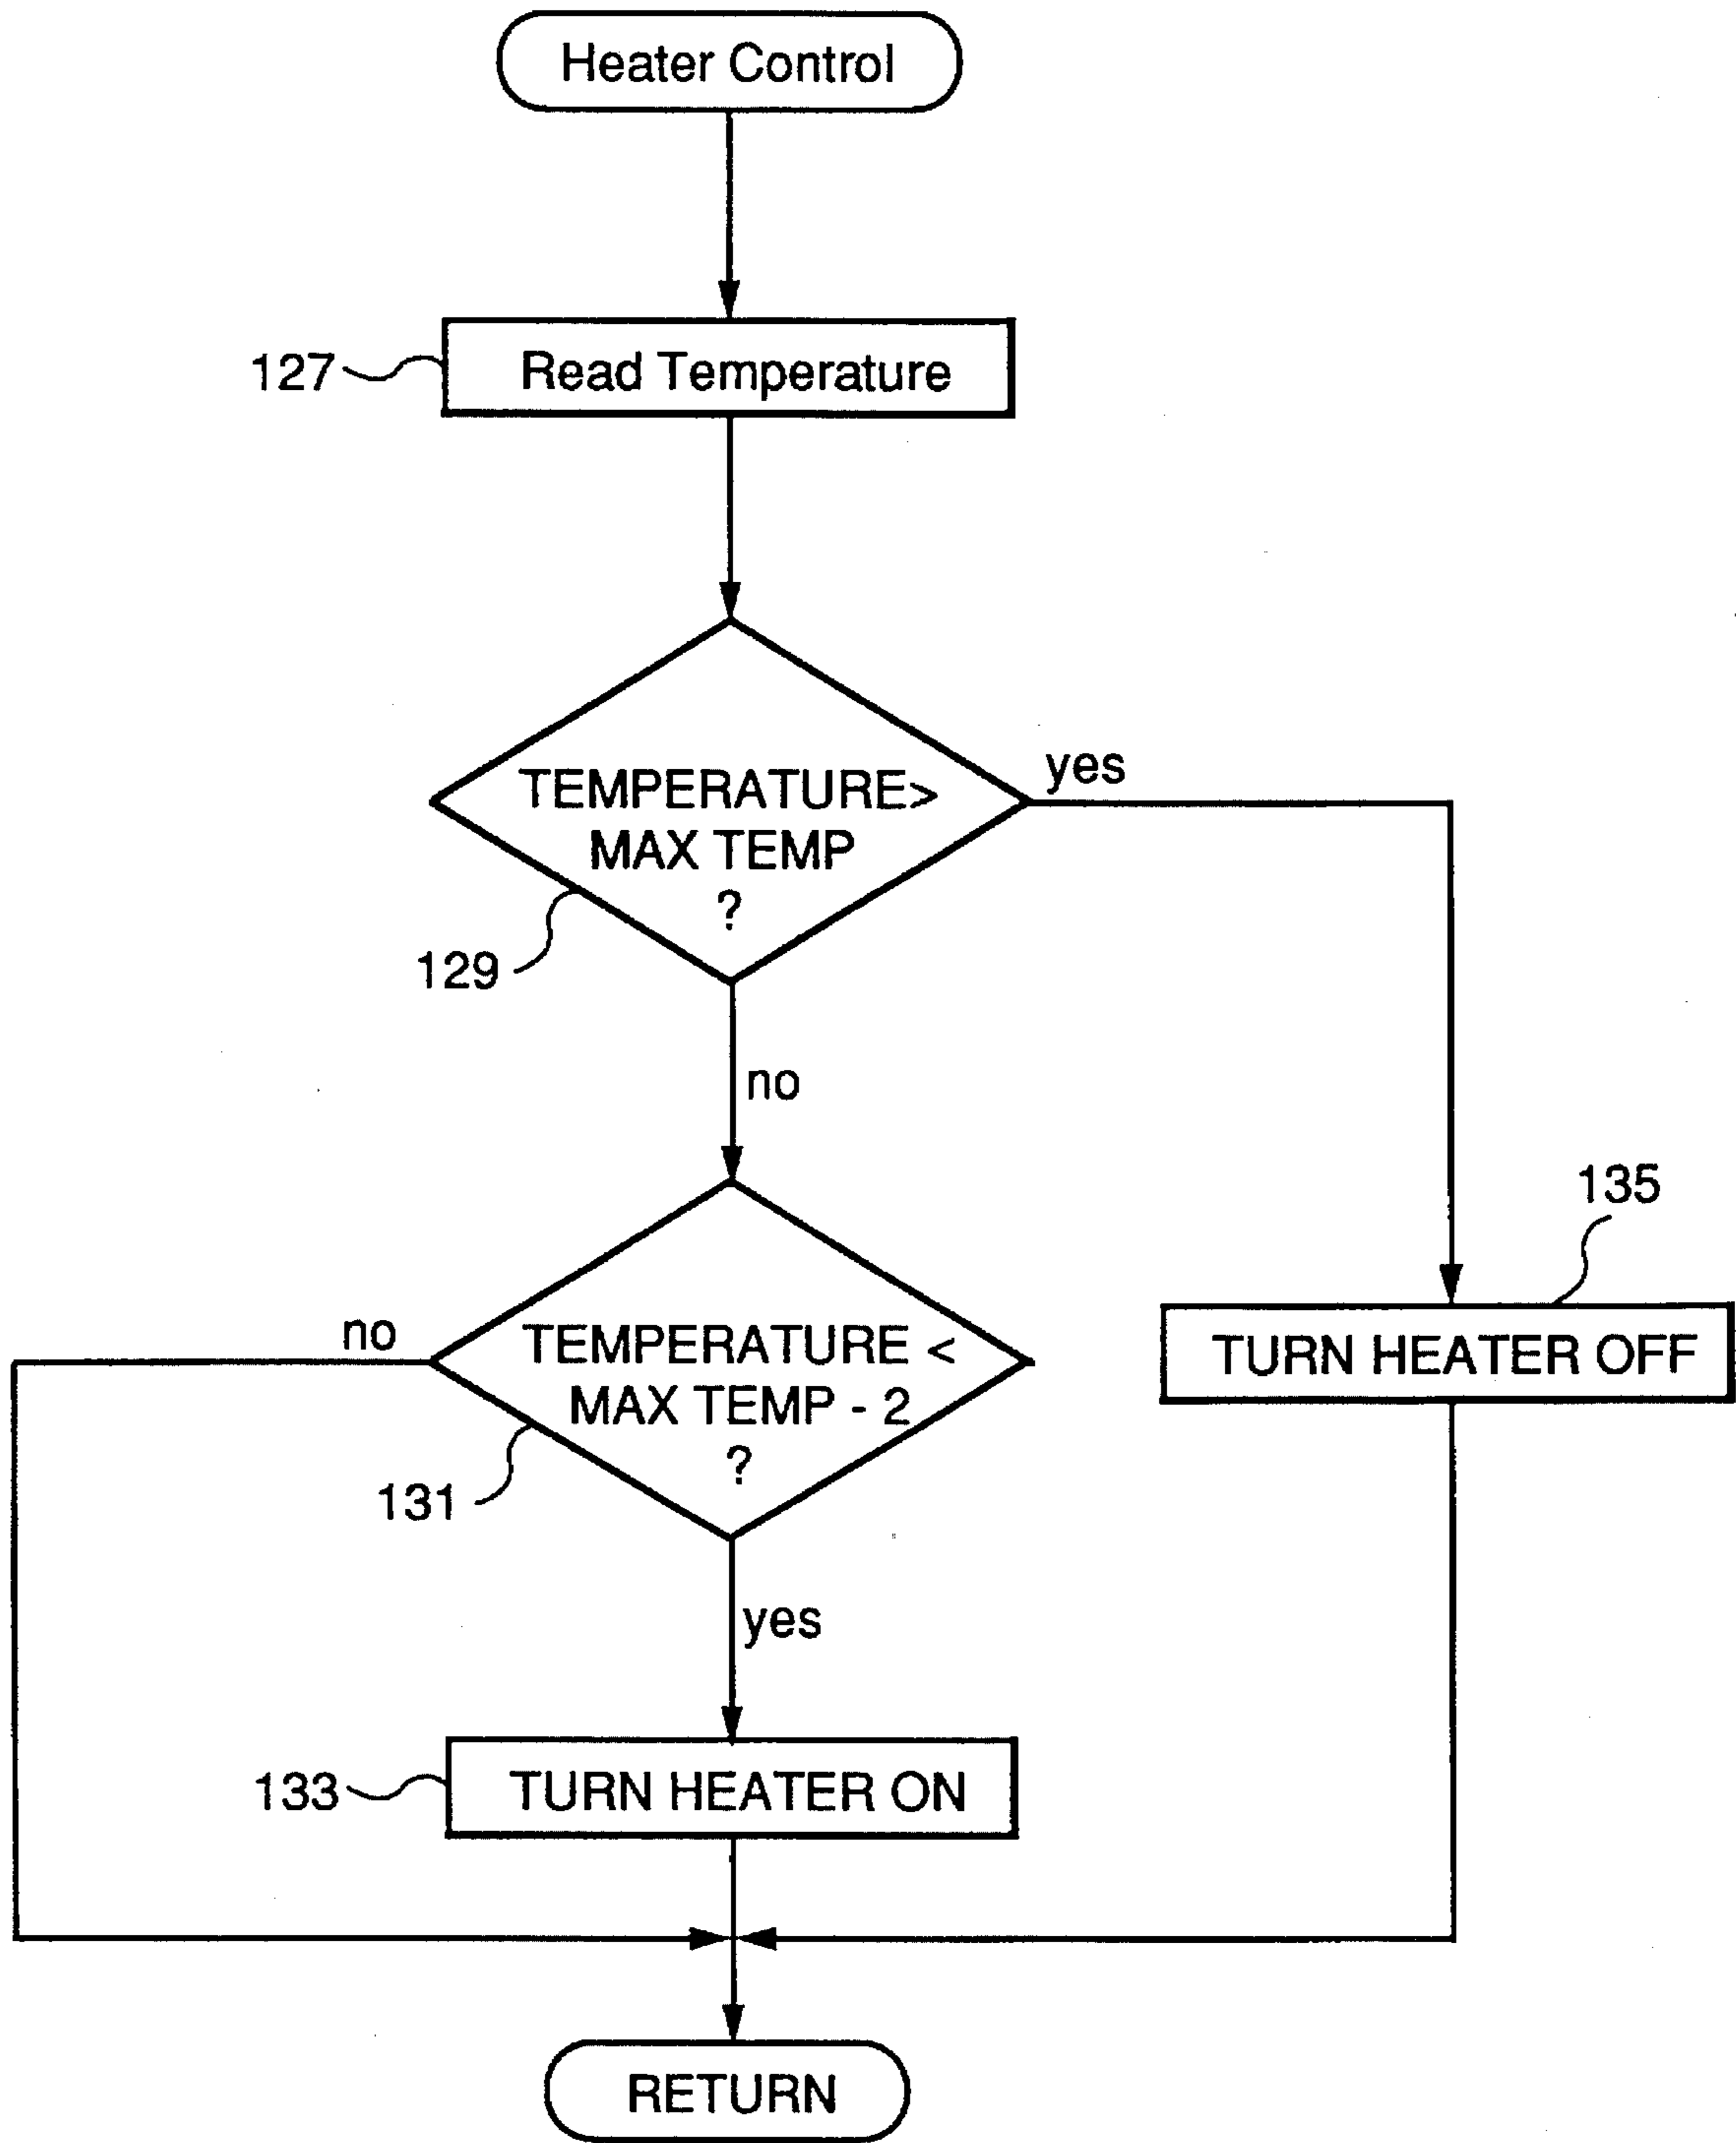 Heater Control
127
Read Temperature
TEMPERATURE>
MAX TEMP
?
yes
129
no
135
TURN HEATER OFF
no
TEMPERATURE <
MAX TEMP - 2
?
131
yes
133
TURN HEATER ON
RETURN